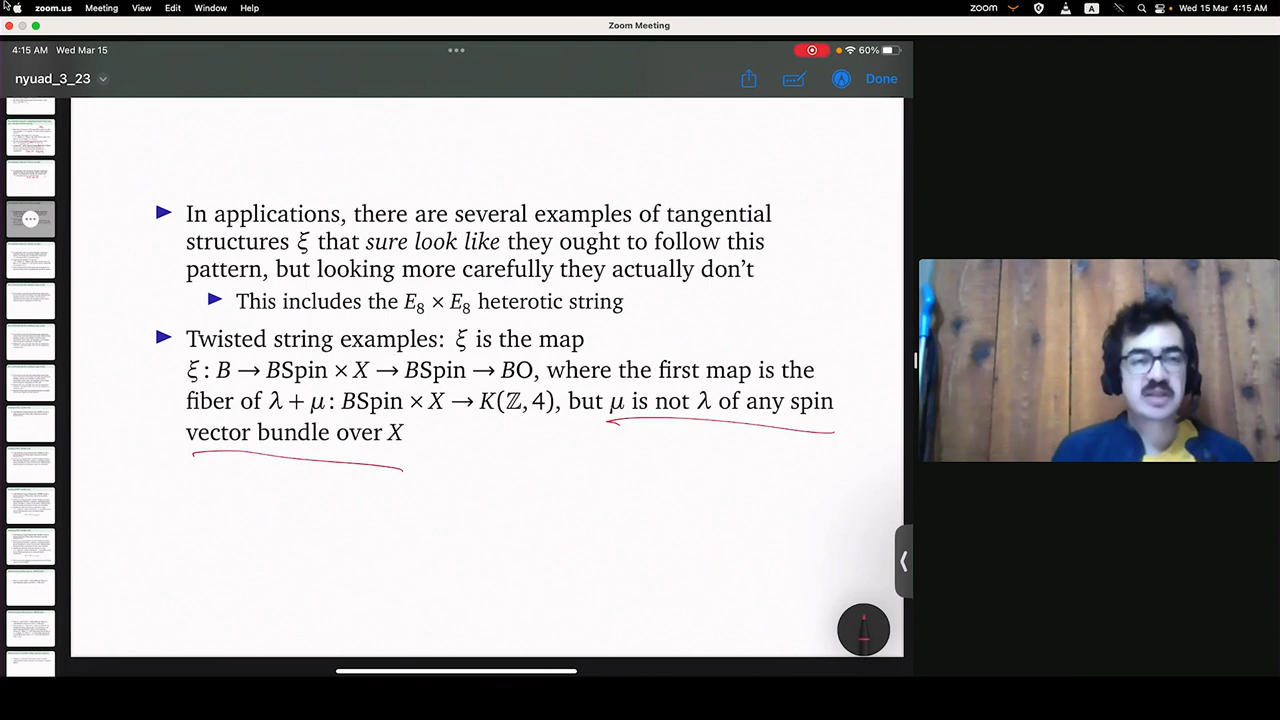 zoom.us Meeting View Edit Window Help zoom A Wed 15 Mar 4:15 AM
Zoom Meeting
4:15 AM Wed Mar 15 60%
nyuad_3_23 Done
In applications, there are several examples of tangential
structures ξ that sure look like they ought to follow this
pattern, but looking more carefully they actually don’t
This includes the E₈ × E₈ heterotic string
Twisted string examples: ξ is the map
ξ: B → BSpin × X → BSpin → BO, where the first map is the
fiber of λ + μ: BSpin × X → K(ℤ, 4), but μ is not λ of any spin
vector bundle over X